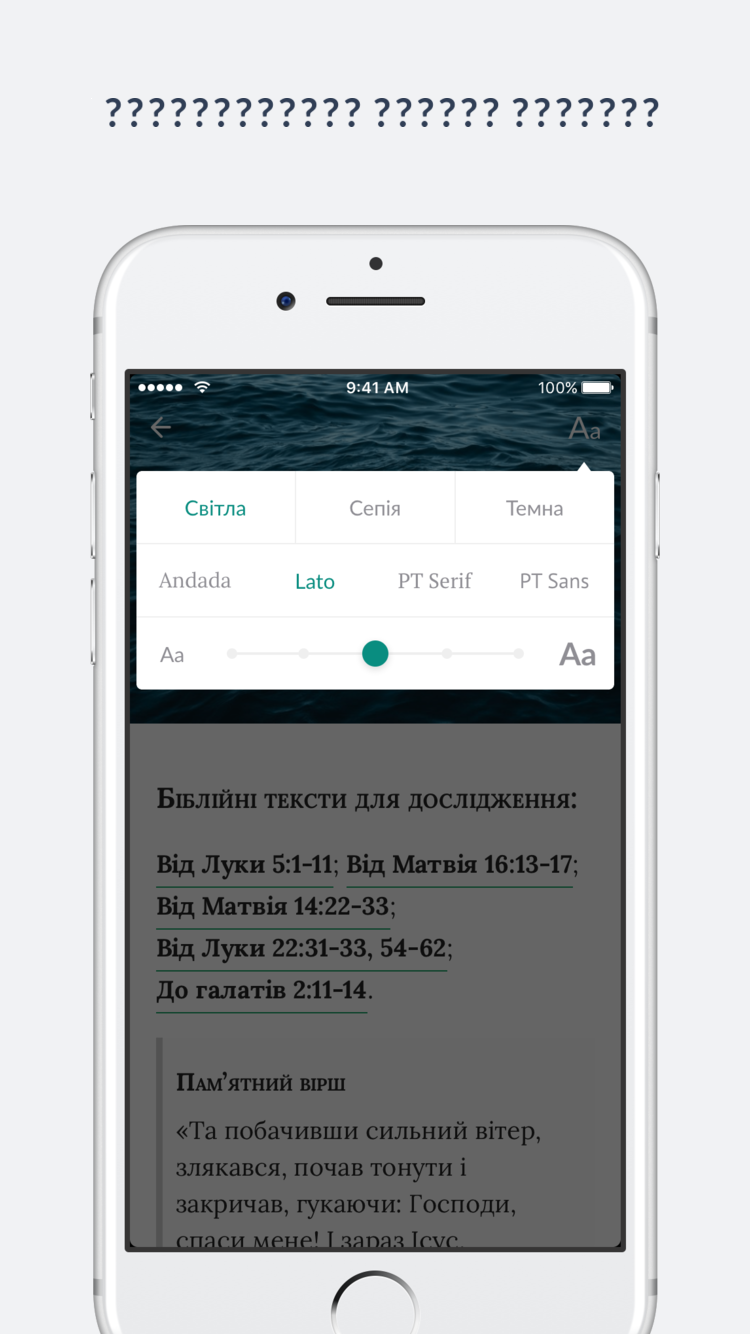 ???????????? ?????? ???????
9:41 AM 100%
Aa
Світла Сепія Темна
Andada Lato PT Serif PT Sans
Aa Aa
Біблійні тексти для дослідження:
Від Луки 5:1-11; Від Матвія 16:13-17;
Від Матвія 14:22-33;
Від Луки 22:31-33, 54-62;
До галатів 2:11-14.
Пам’ятний вірш
«Та побачивши сильний вітер,
злякався, почав тонути і
закричав, гукаючи: Господи,
спаси мене! І зараз Ісус,